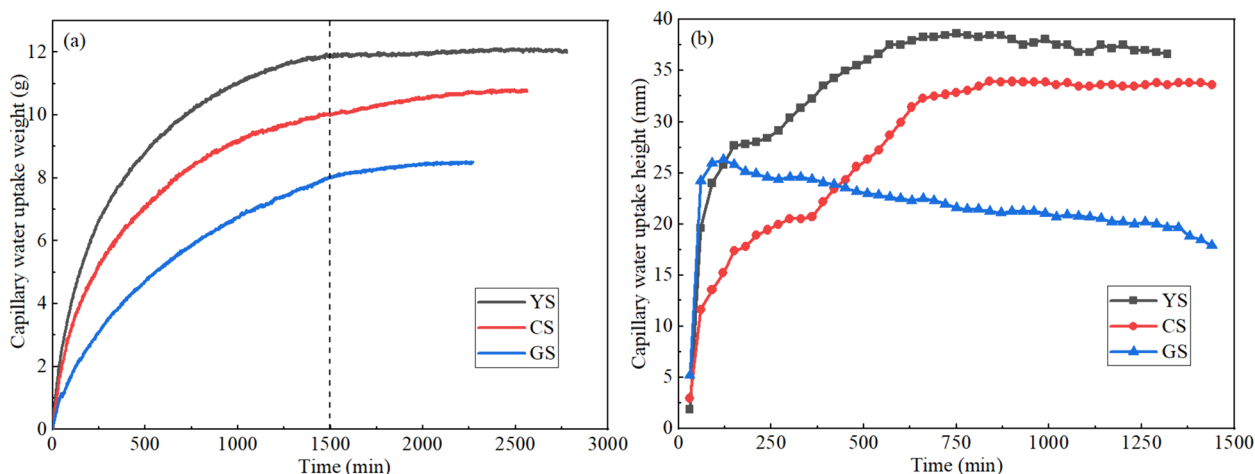 (a)
Capillary water uptake weight (g)
12
10
8
6
4
2
0
YS
CS
GS
0 500 1000 1500 2000 2500 3000
Time (min)
(b)
Capillary water uptake height (mm)
40
35
30
25
20
15
10
5
0
YS
CS
GS
0 250 500 750 1000 1250 1500
Time (min)